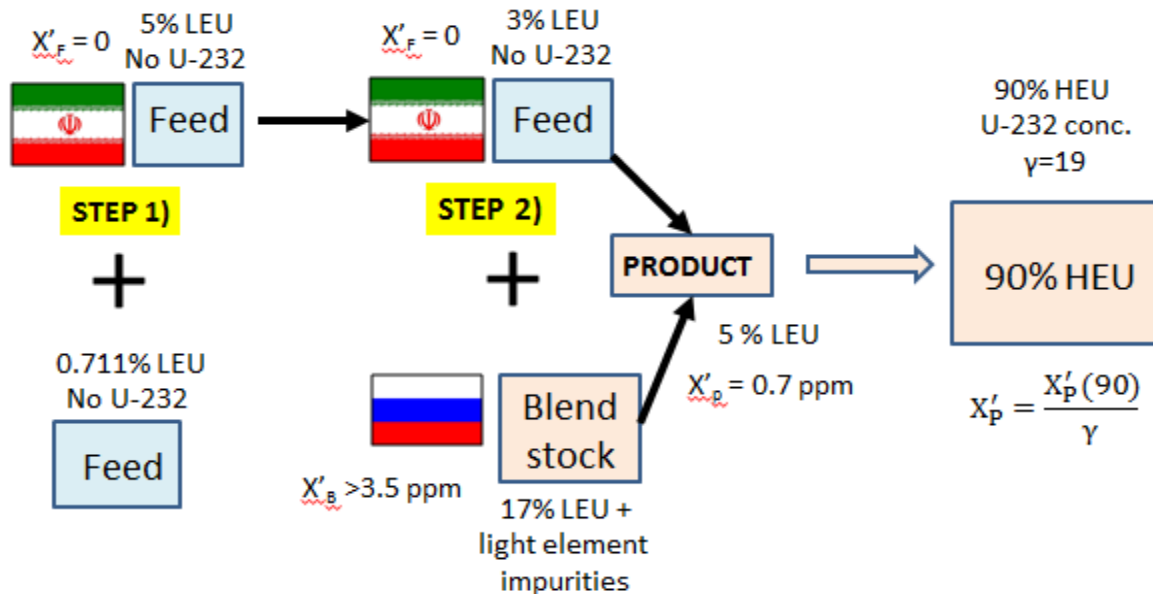 X'F = 0
5% LEU
No U-232
Feed
STEP 1)
+
0.711% LEU
No U-232
Feed
X'F = 0
3% LEU
No U-232
Feed
STEP 2)
+
X'B >3.5 ppm
Blend
stock
17% LEU +
light element
impurities
PRODUCT
5 % LEU
X'p = 0.7 ppm
90% HEU
U-232 conc.
γ=19
90% HEU
X'P = X'P (90) / γ